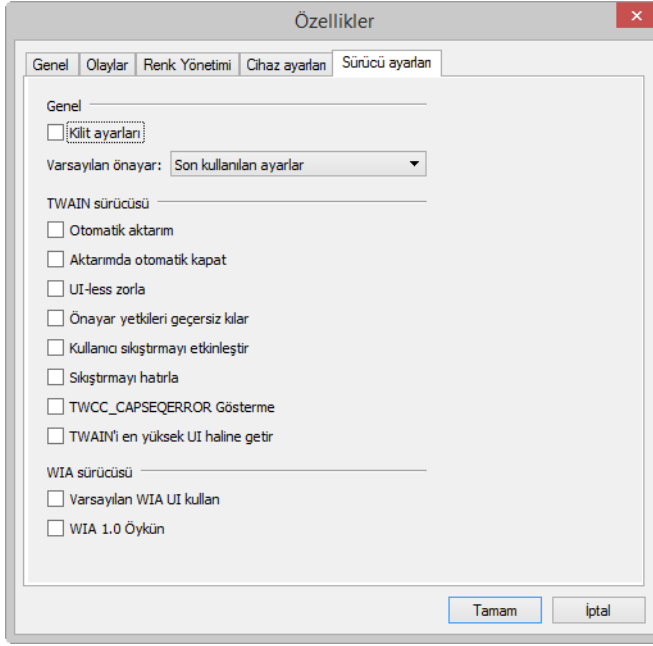 Özellikler
Genel Olaylar Renk Yönetimi Cihaz ayarları Sürücü ayarları
Genel
Kilit ayarları
Varsayılan önayar: Son kullanılan ayarlar
TWAIN sürücüsü
Otomatik aktarım
Aktarımda otomatik kapat
UI-less zorla
Önayar yetkileri geçersiz kılar
Kullanıcı sıkıştırmayı etkinleştir
Sıkıştırmayı hatırla
TWCC_CAPSEQERROR Gösterme
TWAIN'i en yüksek UI haline getir
WIA sürücüsü
Varsayılan WIA UI kullan
WIA 1.0 Öykün
Tamam İptal